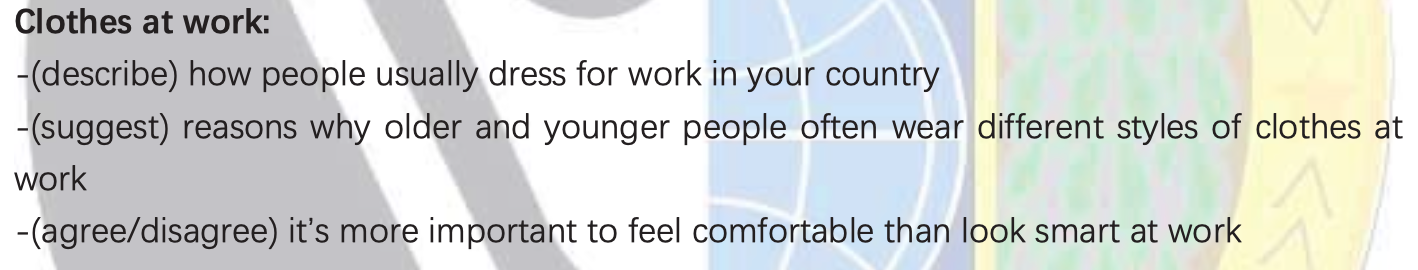 Clothes at work:
-(describe) how people usually dress for work in your country
-(suggest) reasons why older and younger people often wear different styles of clothes at
work
-(agree/disagree) it’s more important to feel comfortable than look smart at work